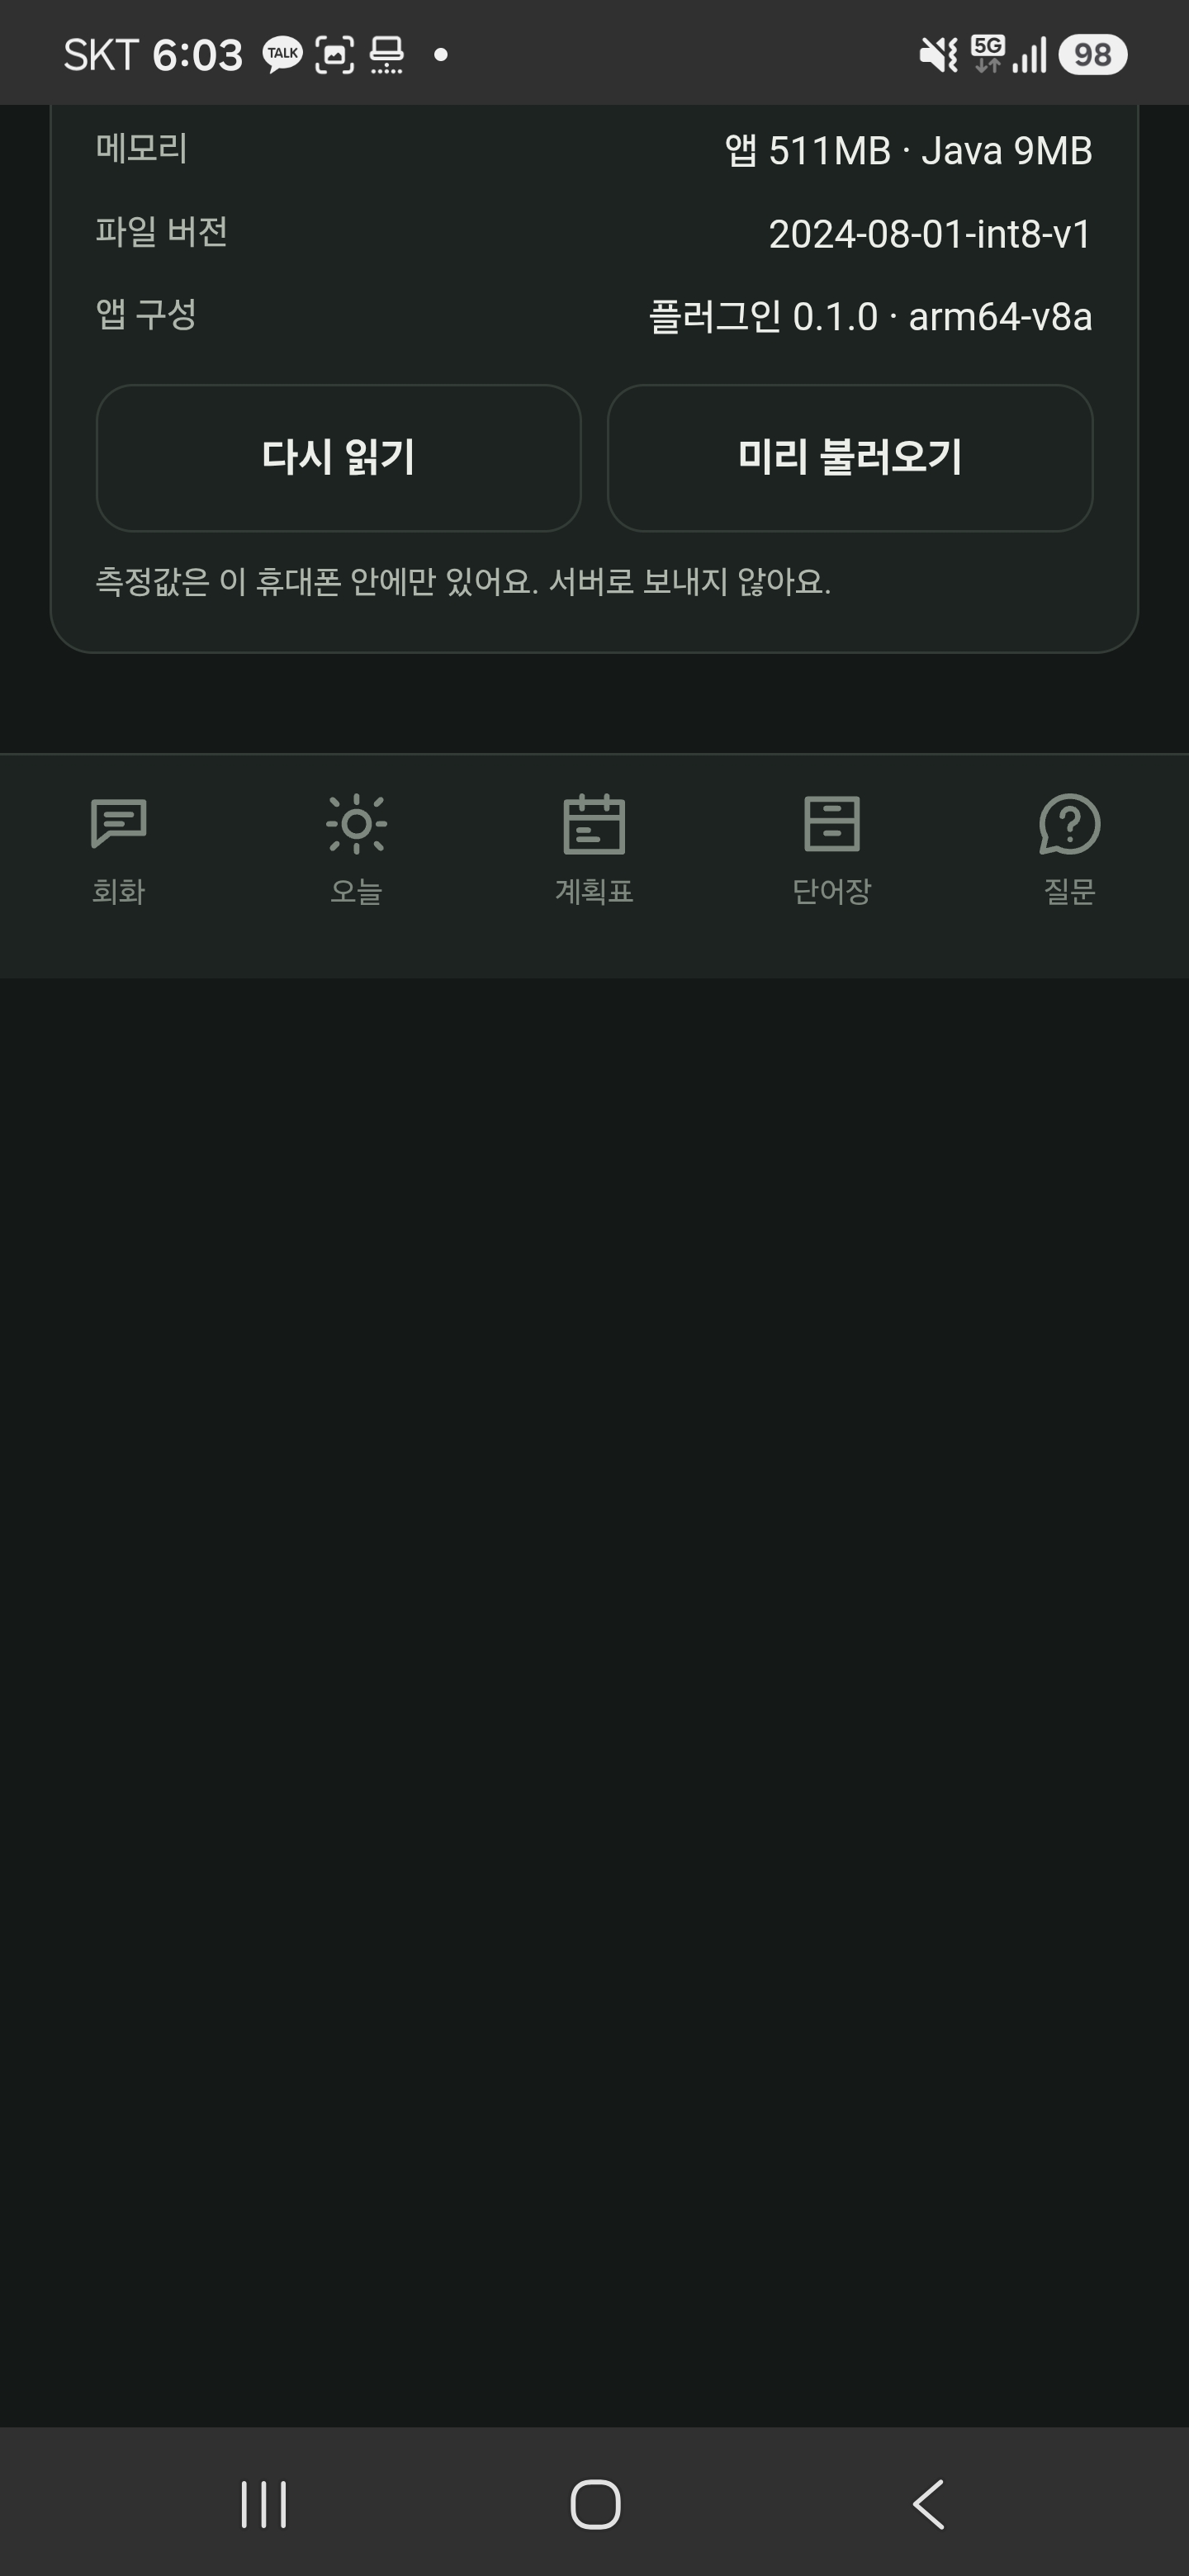 SKT 6:03 TALK 5G 98
메모리 앱 511MB · Java 9MB
파일 버전 2024-08-01-int8-v1
앱 구성 플러그인 0.1.0 · arm64-v8a
다시 읽기 미리 불러오기
측정값은 이 휴대폰 안에만 있어요. 서버로 보내지 않아요.
회화 오늘 계획표 단어장 질문